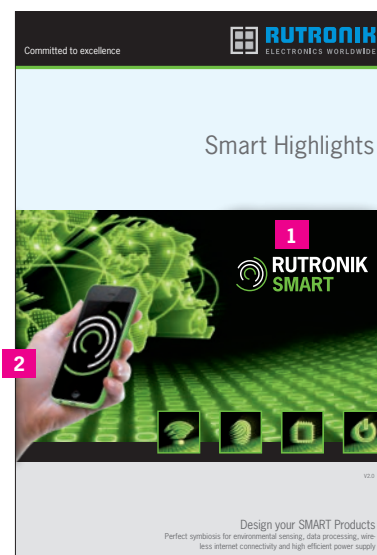 Committed to excellence
RUTRONIK
ELECTRONICS WORLDWIDE
Smart Highlights
1
RUTRONIK
SMART
2
V2.0
Design your SMART Products
Perfect symbiosis for environmental sensing, data processing, wire-
less internet connectivity and high efficient power supply